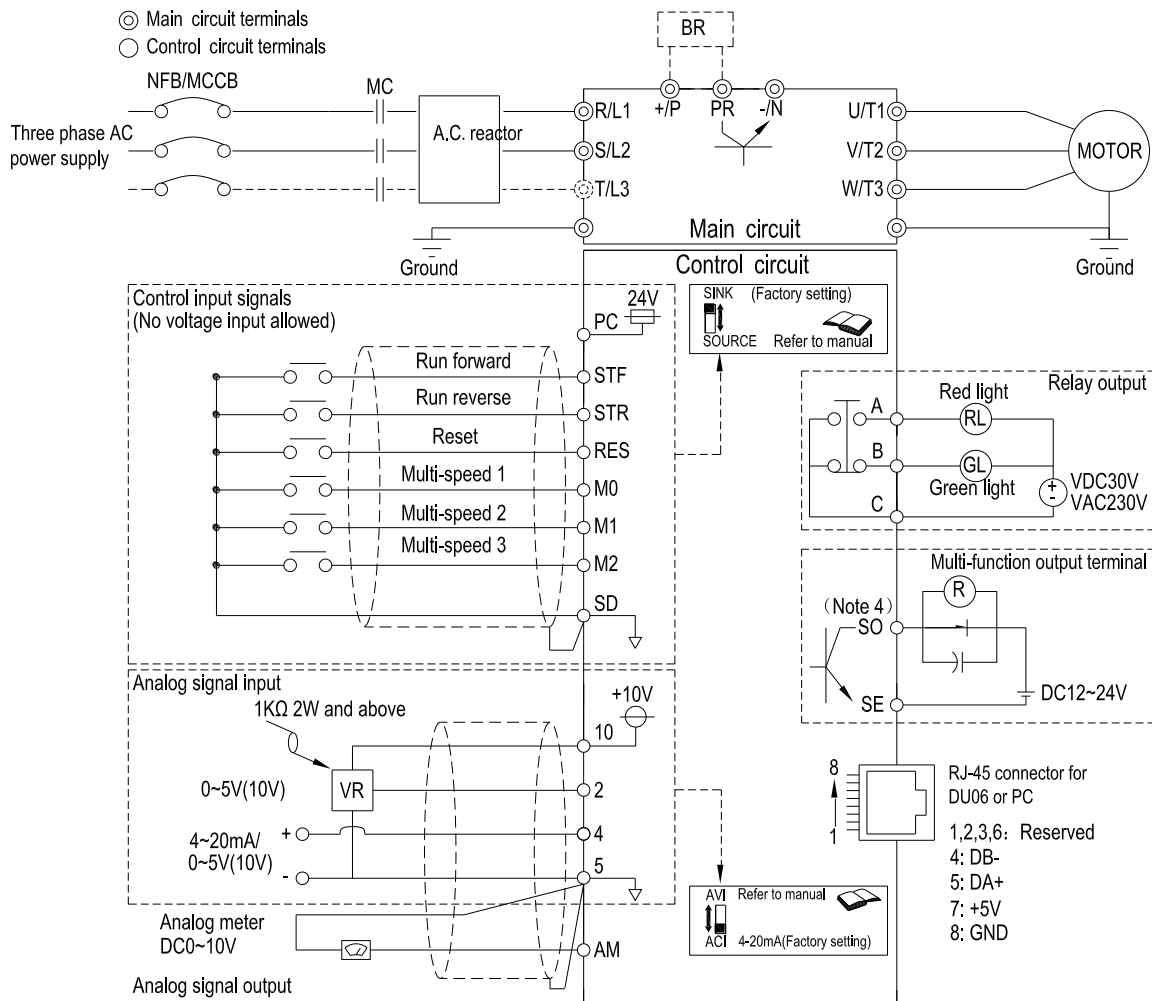 Main circuit terminals
Control circuit terminals
BR
NFB/MCCB
MC
A.C. reactor
Three phase AC
power supply
R/L1
S/L2
T/L3
+/P
PR
-/N
U/T1
V/T2
W/T3
MOTOR
Main circuit
Ground
Ground
Control circuit
Control input signals
(No voltage input allowed)
24V
PC
SINK (Factory setting)
SOURCE Refer to manual
Run forward
STF
Run reverse
STR
Reset
RES
Multi-speed 1
M0
Multi-speed 2
M1
Multi-speed 3
M2
SD
Relay output
Red light
A
RL
B
GL
Green light
C
+
-
VDC30V
VAC230V
Multi-function output terminal
R
(Note 4)
SO
SE
DC12~24V
Analog signal input
1KΩ 2W and above
+10V
10
0~5V(10V)
VR
2
4~20mA/
0~5V(10V)
+
4
-
5
Analog meter
DC0~10V
AM
Analog signal output
AVI Refer to manual
ACI 4-20mA(Factory setting)
8
1
RJ-45 connector for
DU06 or PC
1,2,3,6: Reserved
4: DB-
5: DA+
7: +5V
8: GND